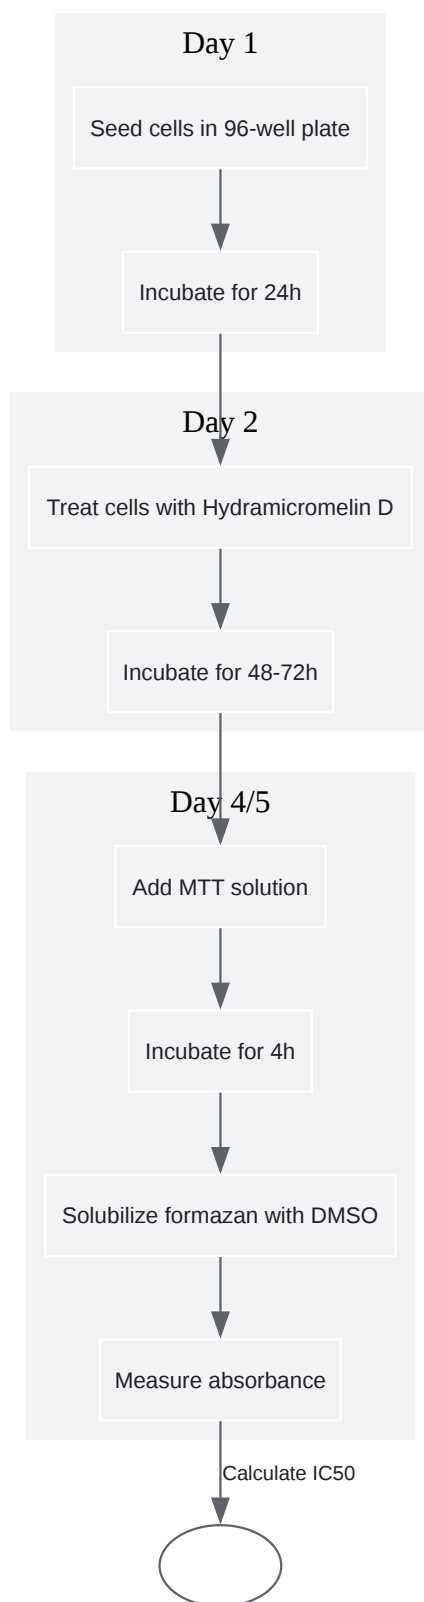 Day 1
Seed cells in 96-well plate
Incubate for 24h
Day 2
Treat cells with Hydramicromelin D
Incubate for 48-72h
Day 4/5
Add MTT solution
Incubate for 4h
Solubilize formazan with DMSO
Measure absorbance
Calculate IC50